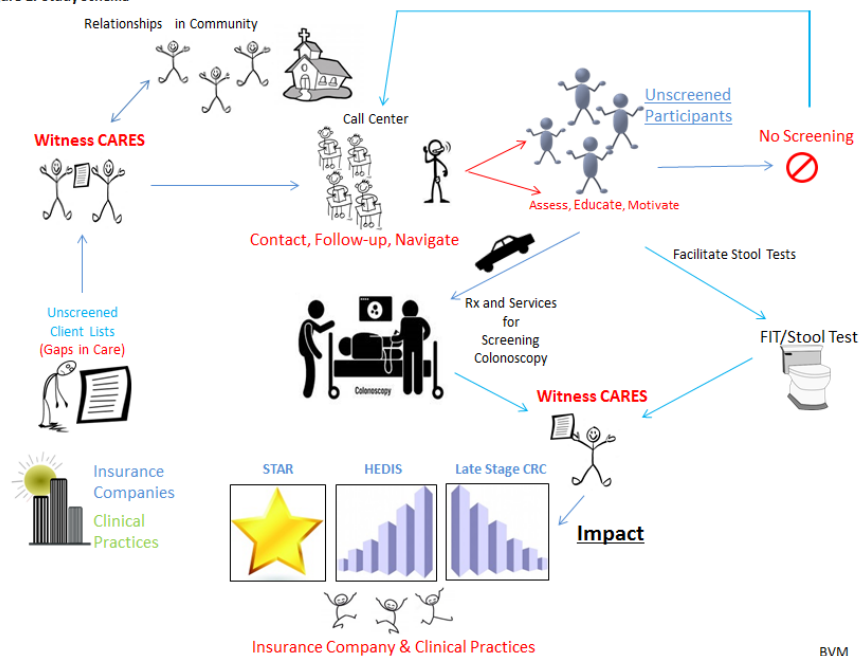 Relationships in Community
Witness CARES
Call Center
Unscreened
Participants
No Screening
Assess, Educate, Motivate
Contact, Follow-up, Navigate
Facilitate Stool Tests
Unscreened
Client Lists
(Gaps in Care)
Rx and Services
for
Screening
Colonoscopy
FIT/Stool Test
Colonoscopy
Witness CARES
Insurance
Companies
Clinical
Practices
STAR
HEDIS
Late Stage CRC
Impact
Insurance Company & Clinical Practices
BVM